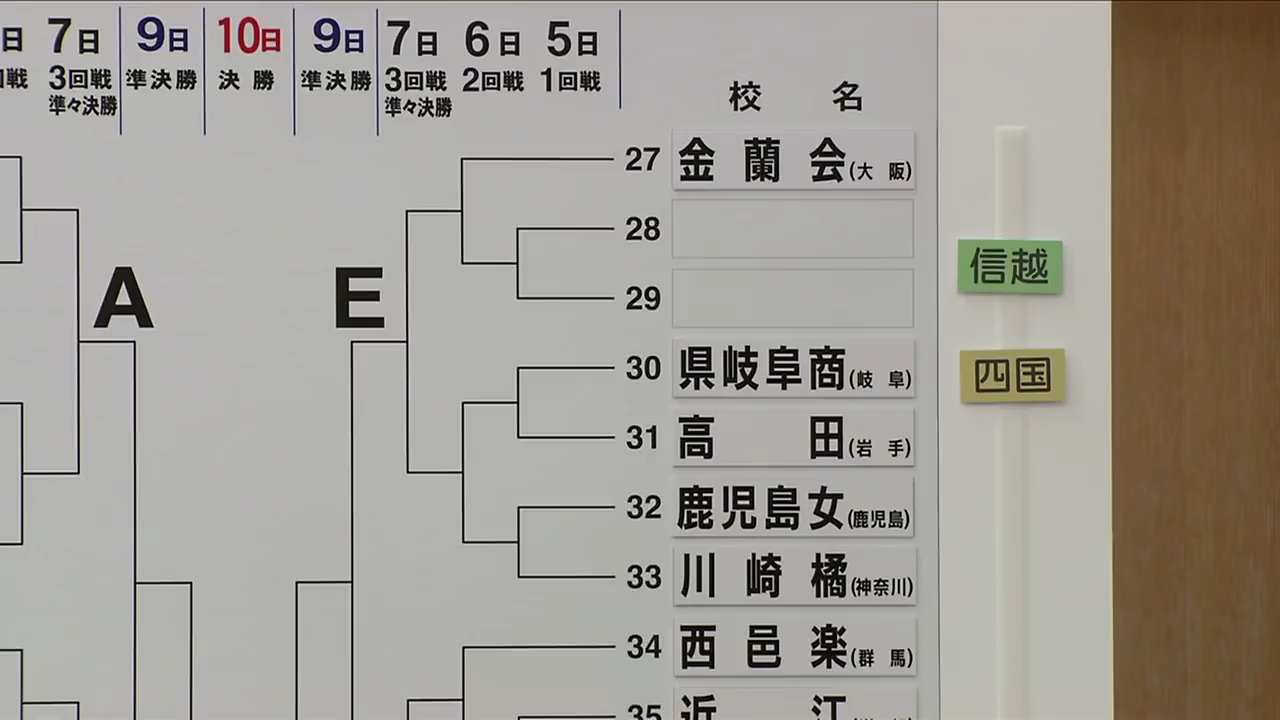 日 7日 9日 10日 9日 7日 6日 5日
回戦 3回戦 準決勝 決勝 準決勝 3回戦 2回戦 1回戦
準々決勝 準々決勝
校名
27 金蘭会(大阪)
28
信越
29
30 県岐阜商(岐阜)
四国
31 高田(岩手)
32 鹿児島女(鹿児島)
33 川崎橘(神奈川)
34 西邑楽(群馬)
35 近江
A
E